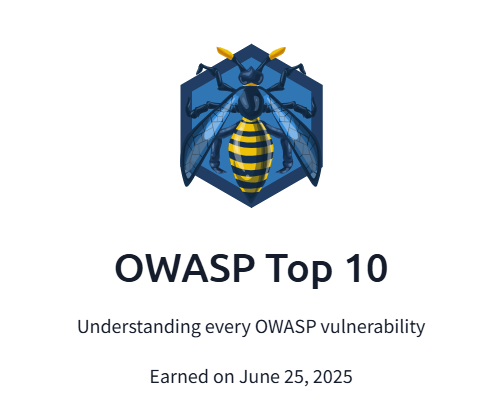 OWASP Top 10
Understanding every OWASP vulnerability
Earned on June 25, 2025